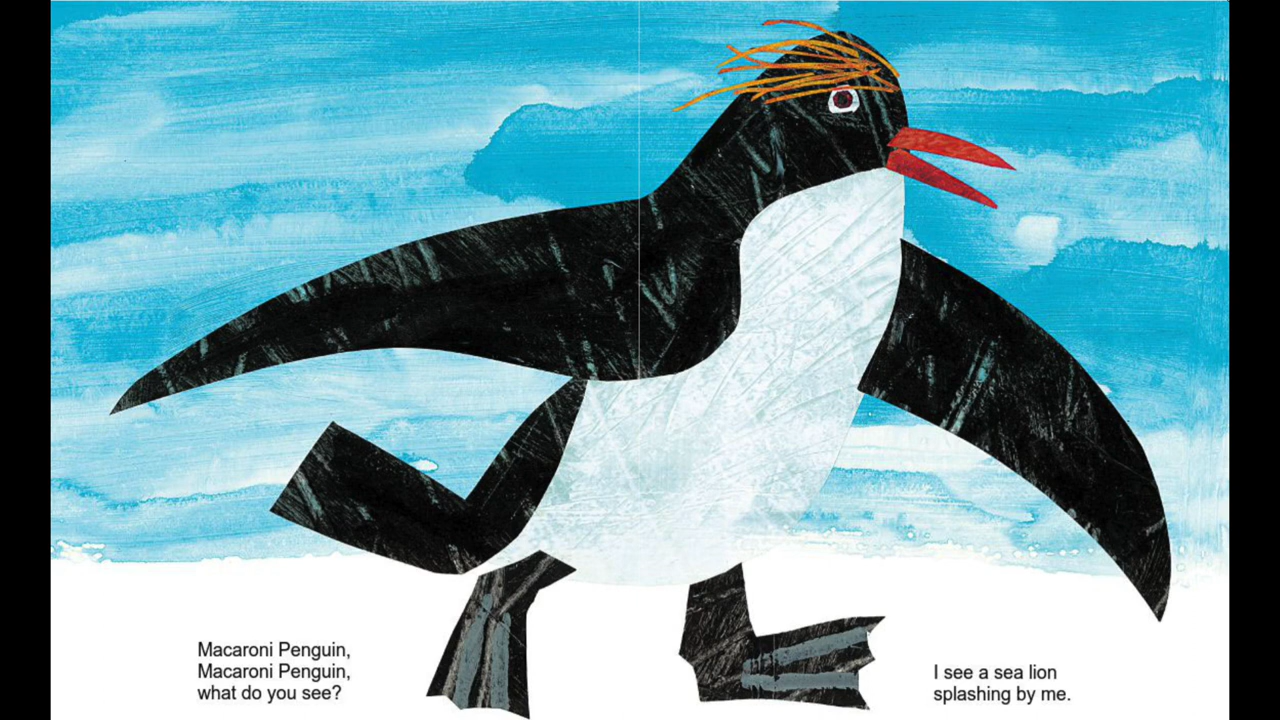 Macaroni Penguin,
Macaroni Penguin,
what do you see?
I see a sea lion
splashing by me.